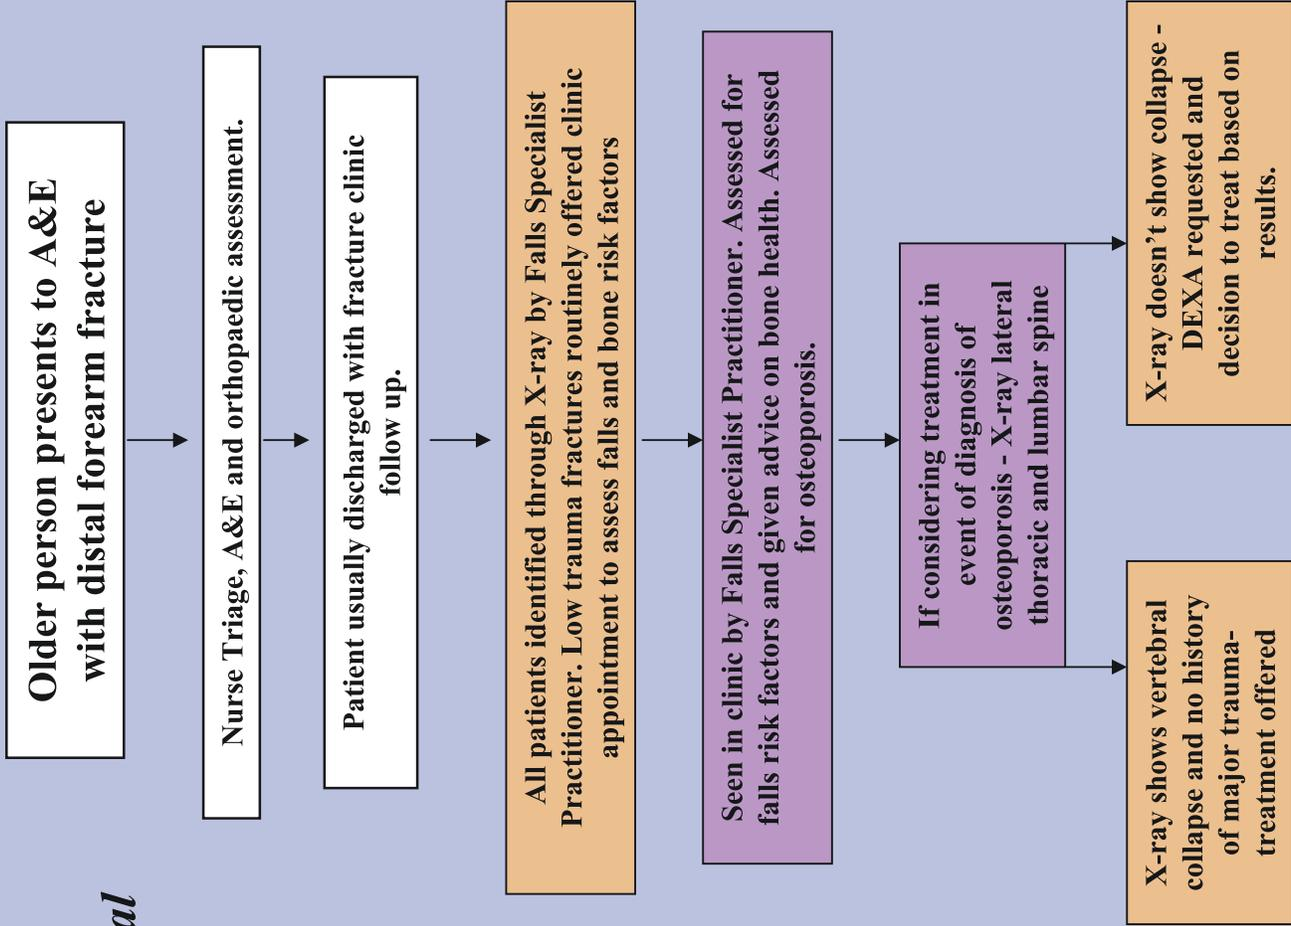 al
Older person presents to A&E
with distal forearm fracture
Nurse Triage, A&E and orthopaedic assessment.
Patient usually discharged with fracture clinic
follow up.
All patients identified through X-ray by Falls Specialist
Practitioner. Low trauma fractures routinely offered clinic
appointment to assess falls and bone risk factors
Seen in clinic by Falls Specialist Practitioner. Assessed for
falls risk factors and given advice on bone health. Assessed
for osteoporosis.
If considering treatment in
event of diagnosis of
osteoporosis - X-ray lateral
thoracic and lumbar spine
X-ray shows vertebral
collapse and no history
of major trauma-
treatment offered
X-ray doesn't show collapse -
DEXA requested and
decision to treat based on
results.